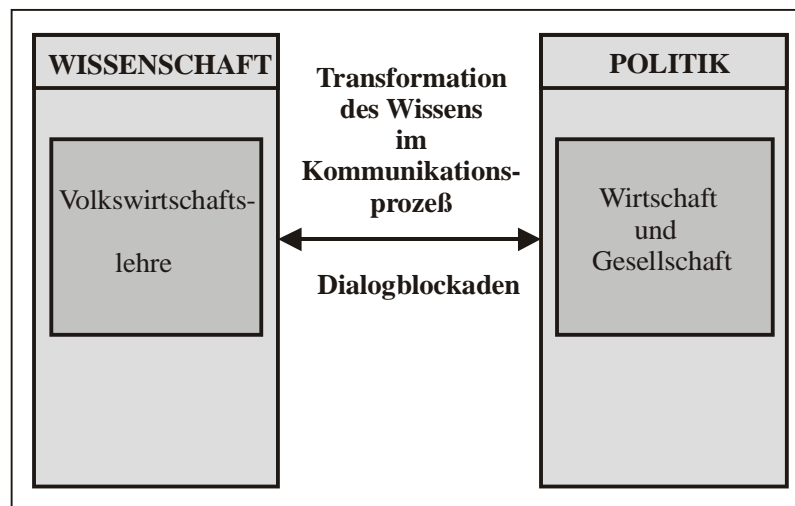 WISSENSCHAFT
Volkswirtschafts-
lehre
Transformation
des Wissens
im
Kommunikations-
prozeß
Dialogblockaden
POLITIK
Wirtschaft
und
Gesellschaft